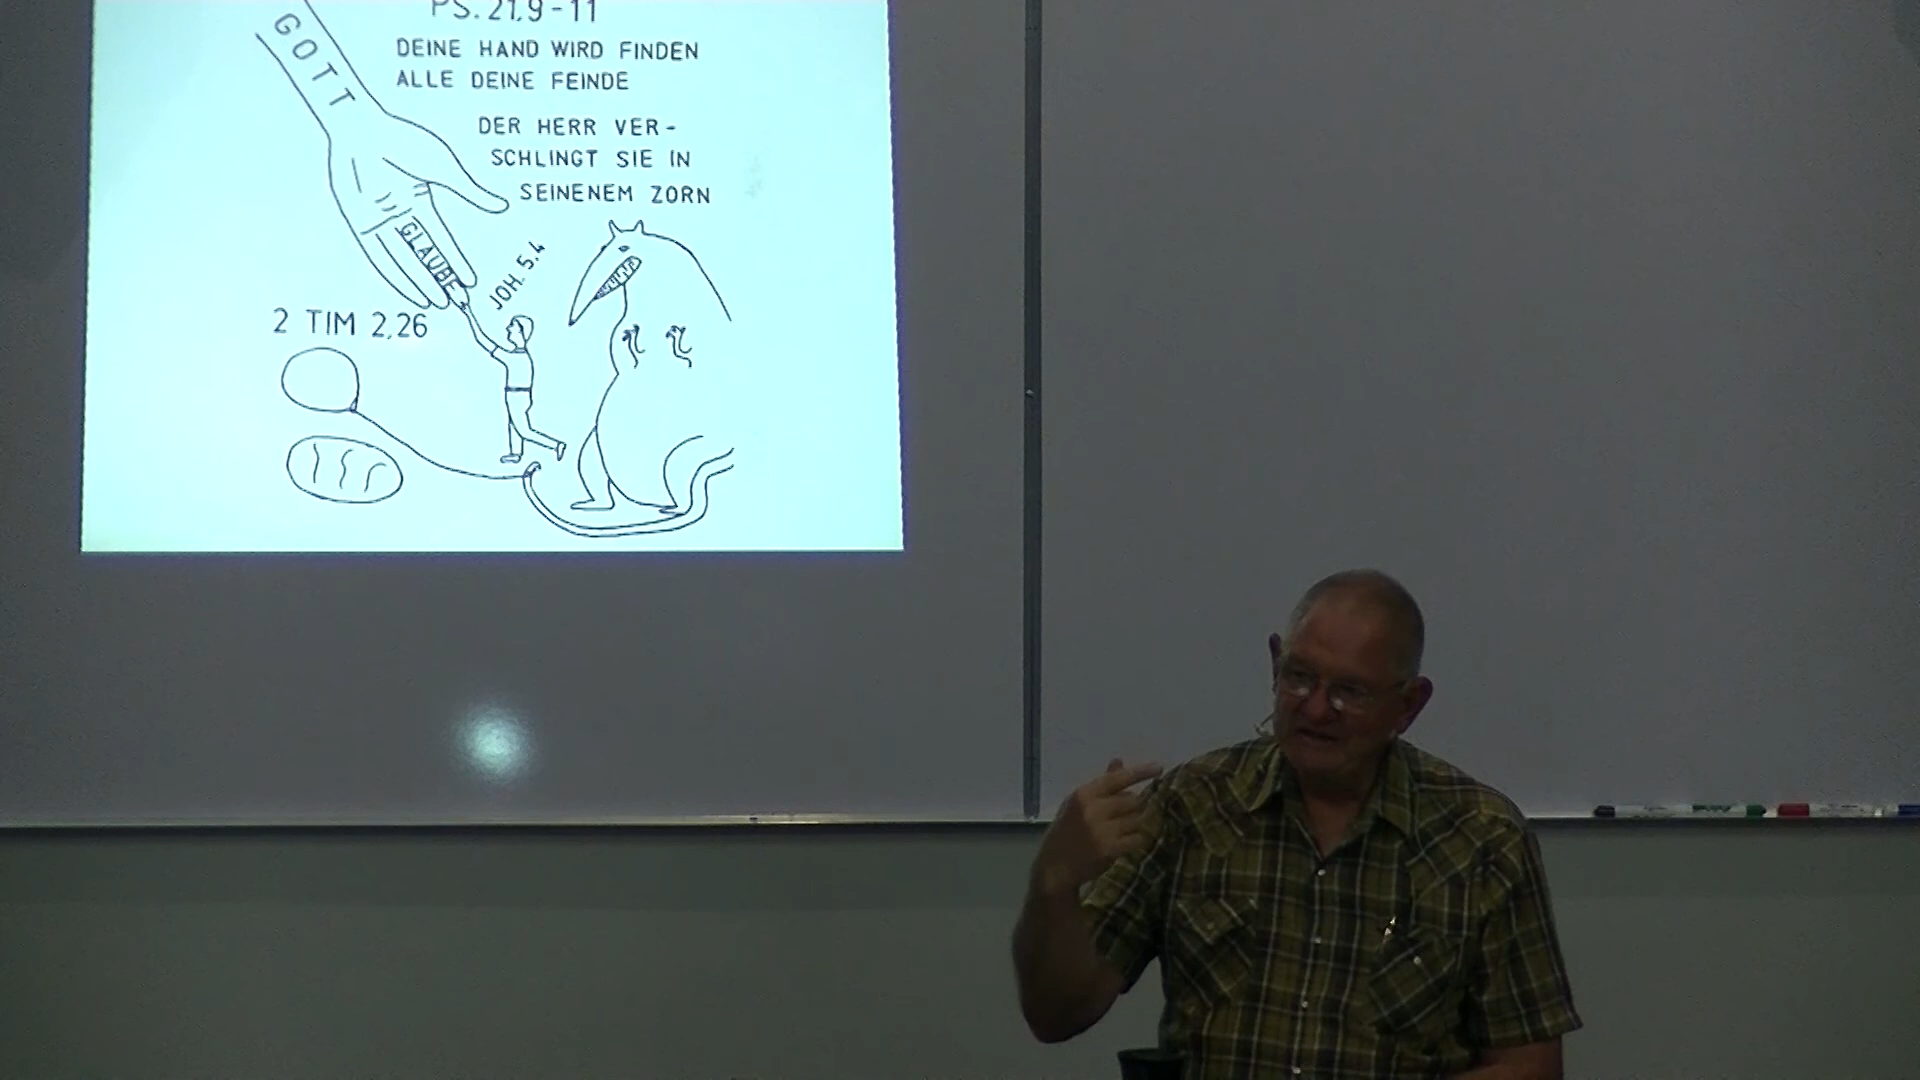 GOTT
PS. 21,9-11
DEINE HAND WIRD FINDEN
ALLE DEINE FEINDE
DER HERR VER-
SCHLINGT SIE IN
SEINENEM ZORN
GLAUBE
JOH. 5.4
2 TIM 2,26